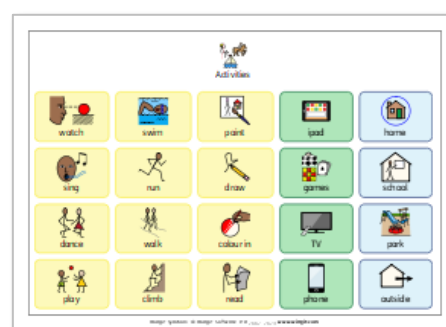 Activities
watch swim paint ipad home
sing run draw games school
dance walk colour in TV park
play climb read phone outside